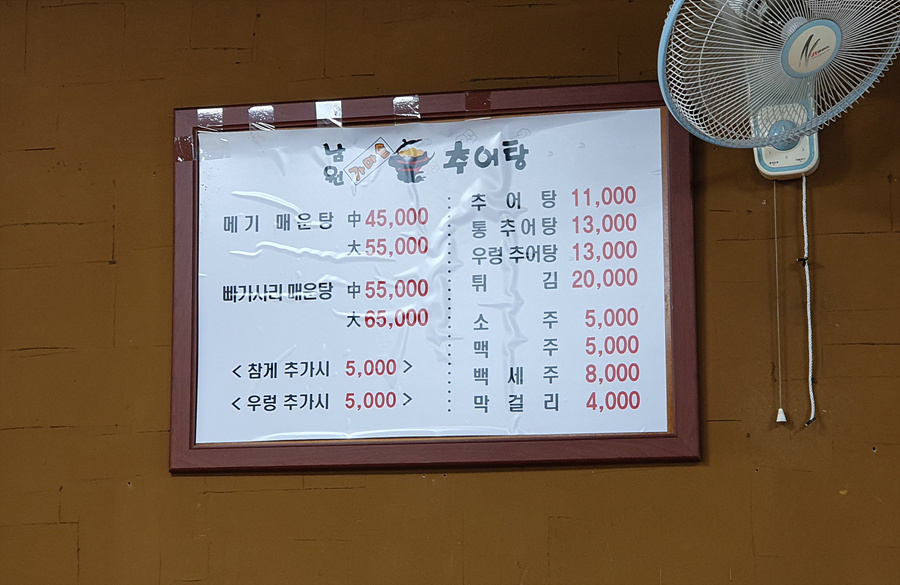 남원 가마솥 추어탕
메기 매운탕 中 45,000
大 55,000
빠가사리 매운탕 中 55,000
大 65,000
< 참게 추가시 5,000 >
< 우렁 추가시 5,000 >
추어탕 11,000
통추어탕 13,000
우렁 추어탕 13,000
튀김 20,000
소주 5,000
맥주 5,000
백세주 8,000
막걸리 4,000